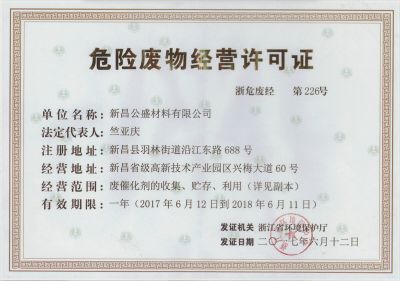 危险废物经营许可证
浙危废经 第226号
单位名称：新昌公盛材料有限公司
法定代表人：竺亚庆
注册地址：新昌县羽林街道沿江东路688号
经营地址：新昌省级高新技术产业园区兴梅大道60号
经营范围：废催化剂的收集、贮存、利用（详见副本）
有效期限：一年（2017年6月12日到2018年6月11日）
发证机关 浙江省环境保护厅
发证日期 二〇一七年六月十二日